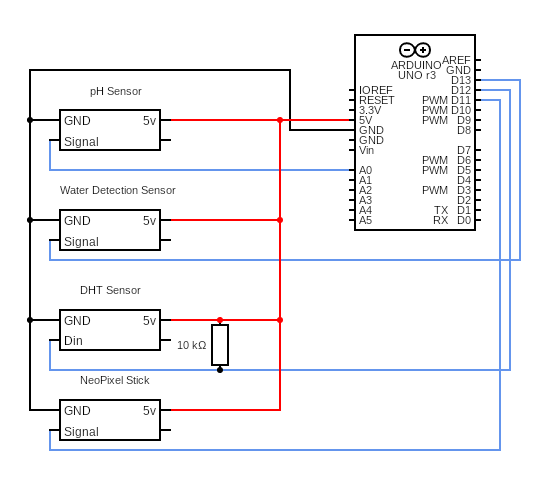 ARDUINO
UNO r3
AREF
GND
IOREF
D13
D12
RESET
PWM D11
3.3V
PWM D10
5V
PWM D9
GND
D8
GND
Vin
D7
PWM D6
A0
PWM D5
A1
D4
A2
PWM D3
A3
D2
A4
TX D1
A5
RX D0
pH Sensor
GND 5v
Signal
Water Detection Sensor
GND 5v
Signal
DHT Sensor
GND 5v
Din
10 kΩ
NeoPixel Stick
GND 5v
Signal